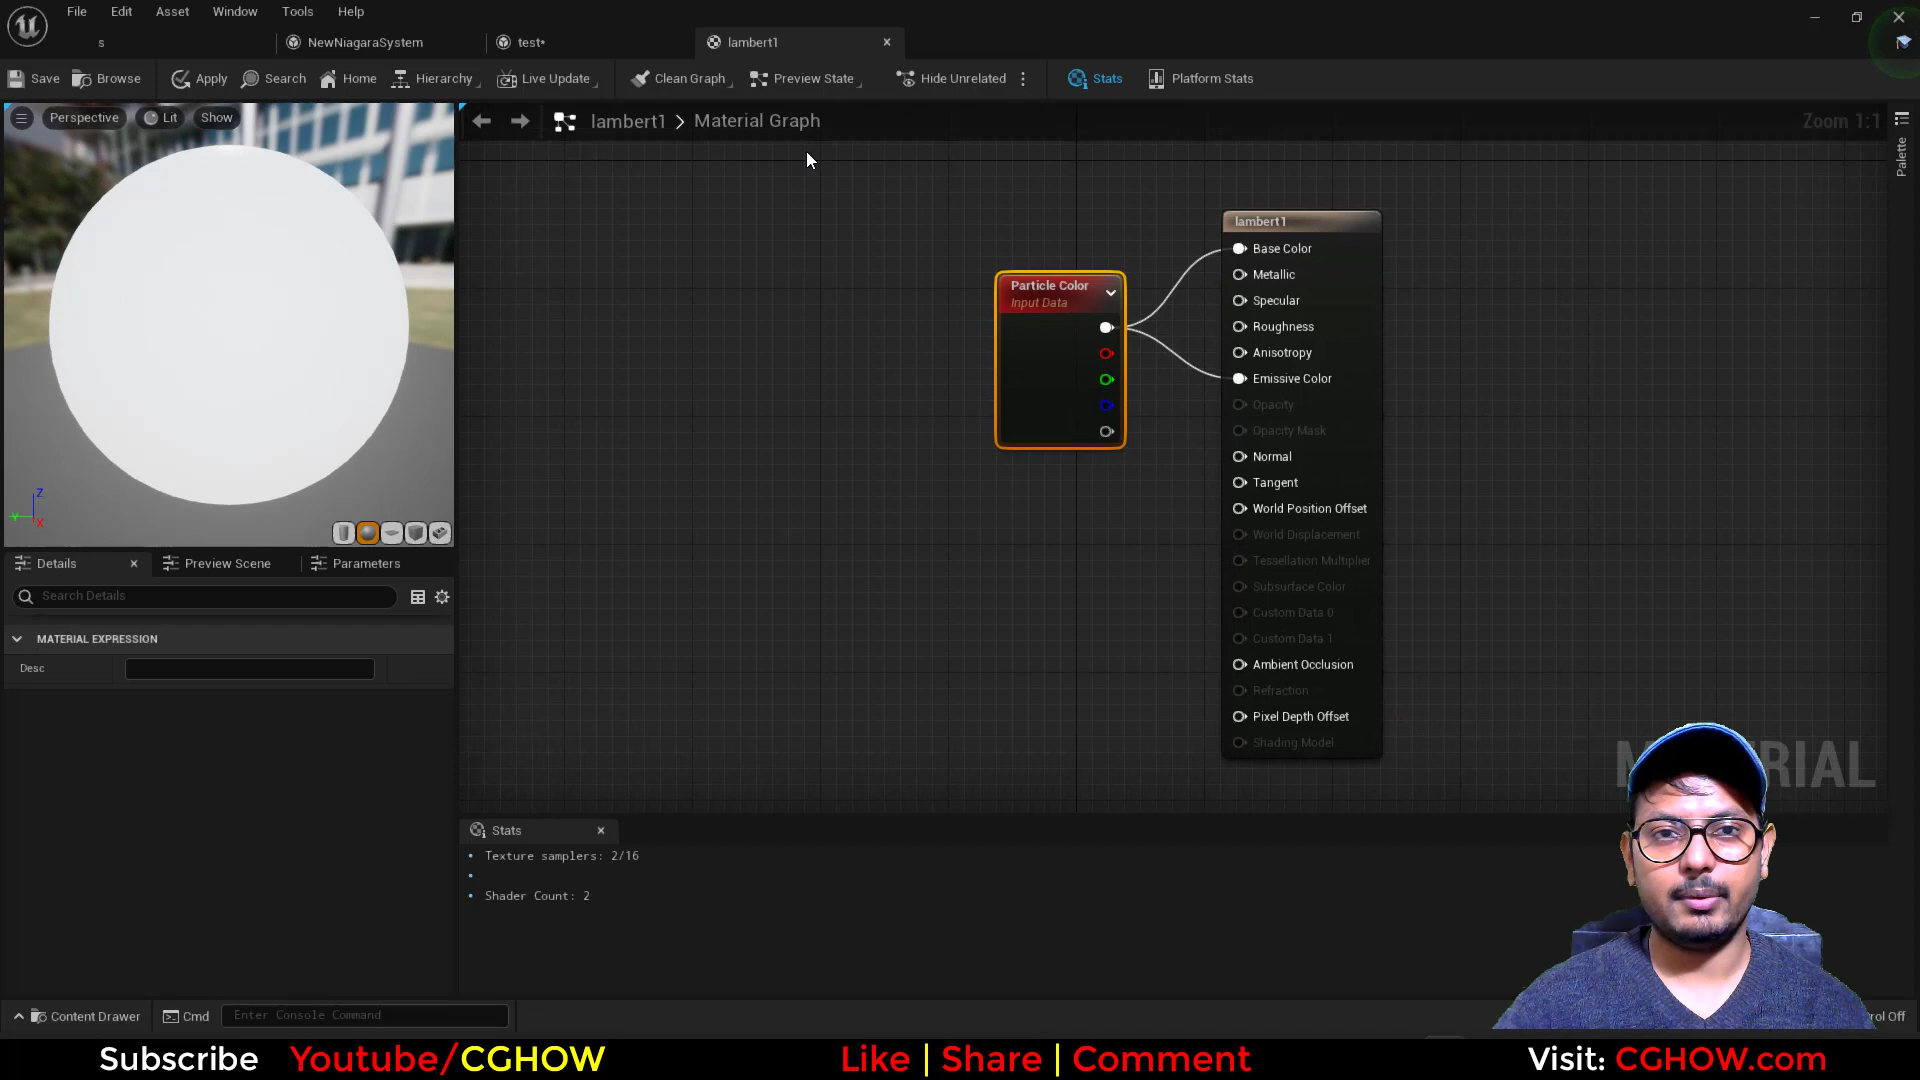 File Edit Asset Window Tools Help
s NewNiagaraSystem test* lambert1
Save Browse Apply Search Home Hierarchy Live Update Clean Graph Preview State Hide Unrelated Stats Platform Stats
Perspective Lit Show
lambert1 > Material Graph Zoom 1:1
Palette
lambert1
Base Color
Metallic
Specular
Roughness
Anisotropy
Emissive Color
Opacity
Opacity Mask
Normal
Tangent
World Position Offset
World Displacement
Tessellation Multiplier
Subsurface Color
Custom Data 0
Custom Data 1
Ambient Occlusion
Refraction
Pixel Depth Offset
Shading Model
Particle Color
Input Data
Z
Y
X
Details Preview Scene Parameters
Search Details
MATERIAL EXPRESSION
Desc
Stats
Texture samplers: 2/16
Shader Count: 2
Content Drawer Cmd Enter Console Command
rol Off
Subscribe Youtube/CGHOW Like | Share | Comment Visit: CGHOW.com